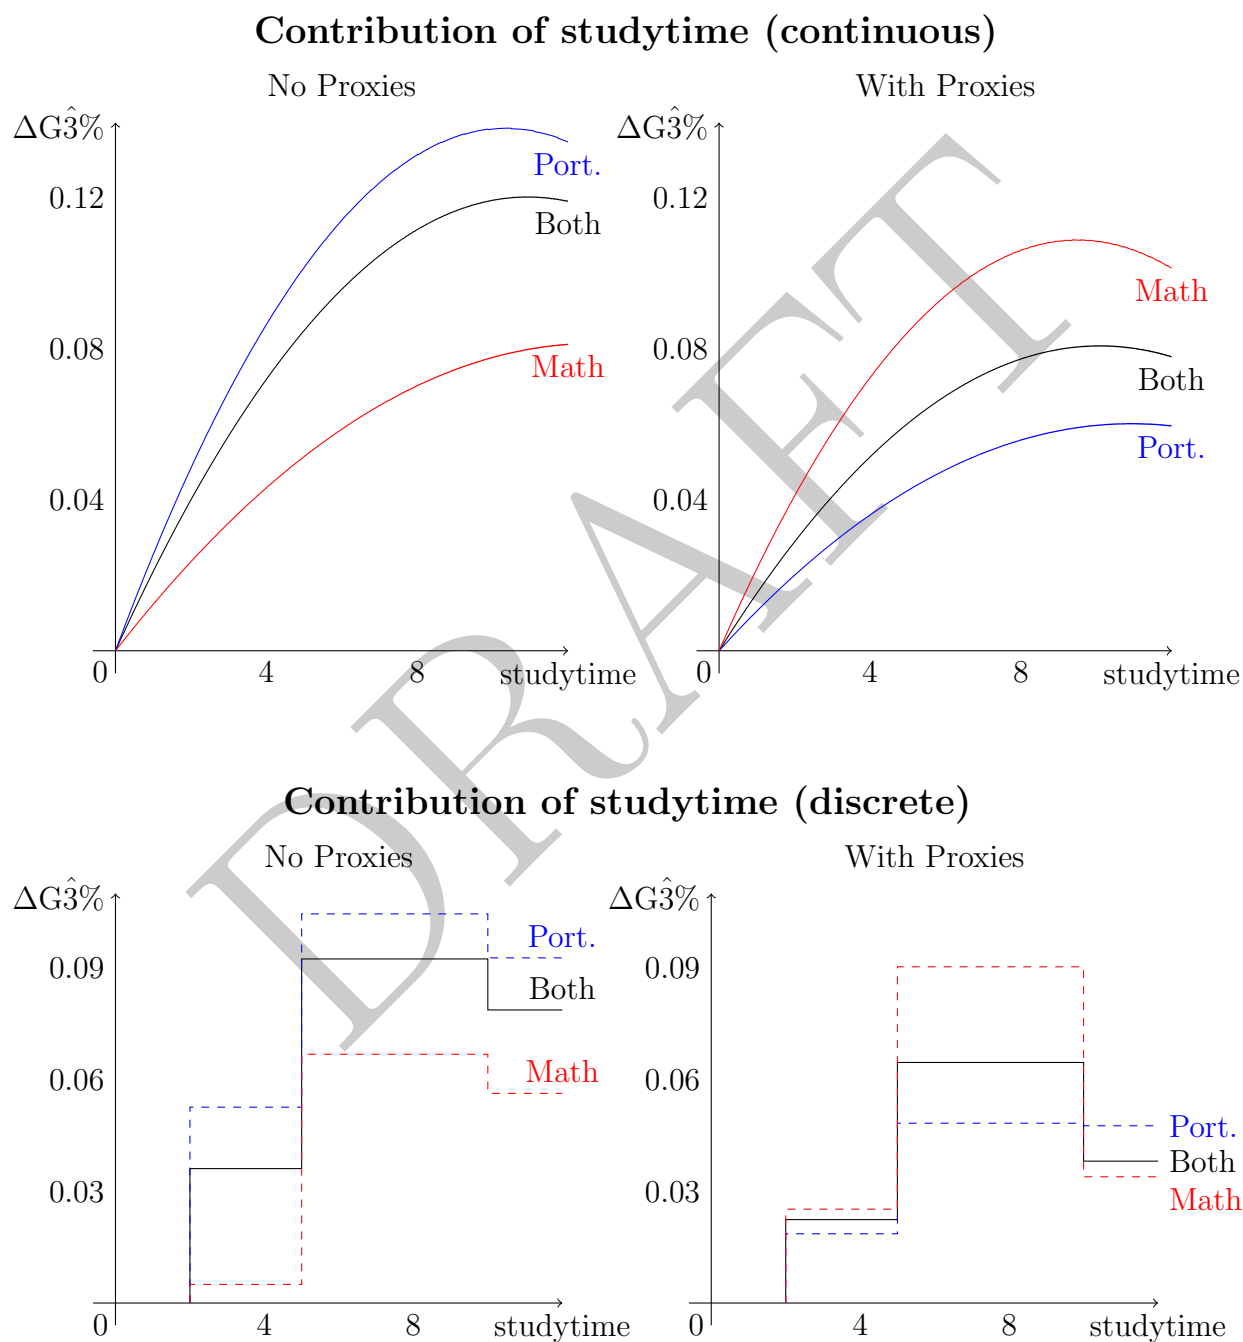 Contribution of studytime (continuous)
No Proxies
With Proxies
ΔG3̂%
0.12
0.08
0.04
0
4
8
studytime
Port.
Both
Math
ΔG3̂%
0.12
0.08
0.04
0
4
8
studytime
Math
Both
Port.
DRAFT
Contribution of studytime (discrete)
No Proxies
With Proxies
ΔG3̂%
0.09
0.06
0.03
0
4
8
studytime
Port.
Both
Math
ΔG3̂%
0.09
0.06
0.03
0
4
8
studytime
Port.
Both
Math